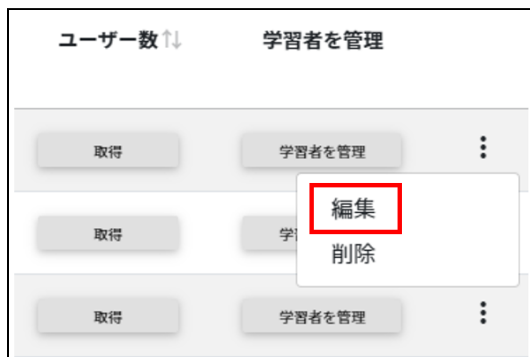 ユーザー数↑↓ 学習者を管理
取得 学習者を管理
編集
取得 学
削除
取得 学習者を管理